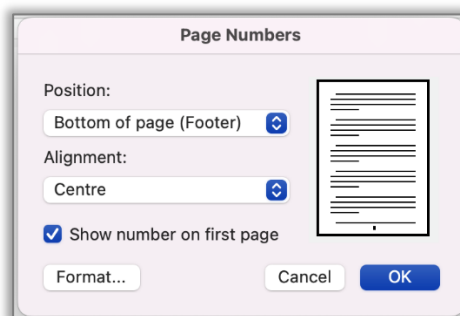 Page Numbers
Position:
Bottom of page (Footer)
Alignment:
Centre
Show number on first page
Format...
Cancel
OK